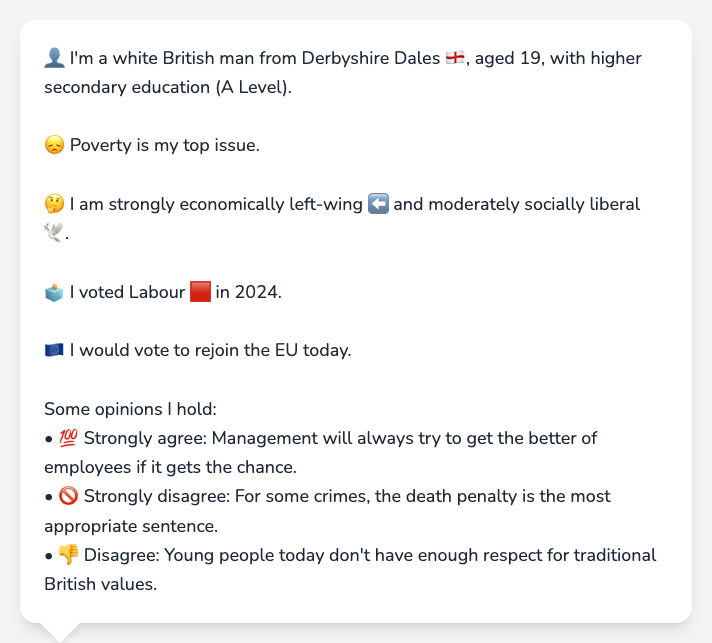 👤 I'm a white British man from Derbyshire Dales 🏴󠁧󠁢󠁥󠁮󠁧󠁿, aged 19, with higher
secondary education (A Level).
😞 Poverty is my top issue.
🤔 I am strongly economically left-wing ⬅️ and moderately socially liberal
🕊️.
🗳️ I voted Labour 🟥 in 2024.
🇪🇺 I would vote to rejoin the EU today.
Some opinions I hold:
• 💯 Strongly agree: Management will always try to get the better of
employees if it gets the chance.
• 🚫 Strongly disagree: For some crimes, the death penalty is the most
appropriate sentence.
• 👎 Disagree: Young people today don't have enough respect for traditional
British values.